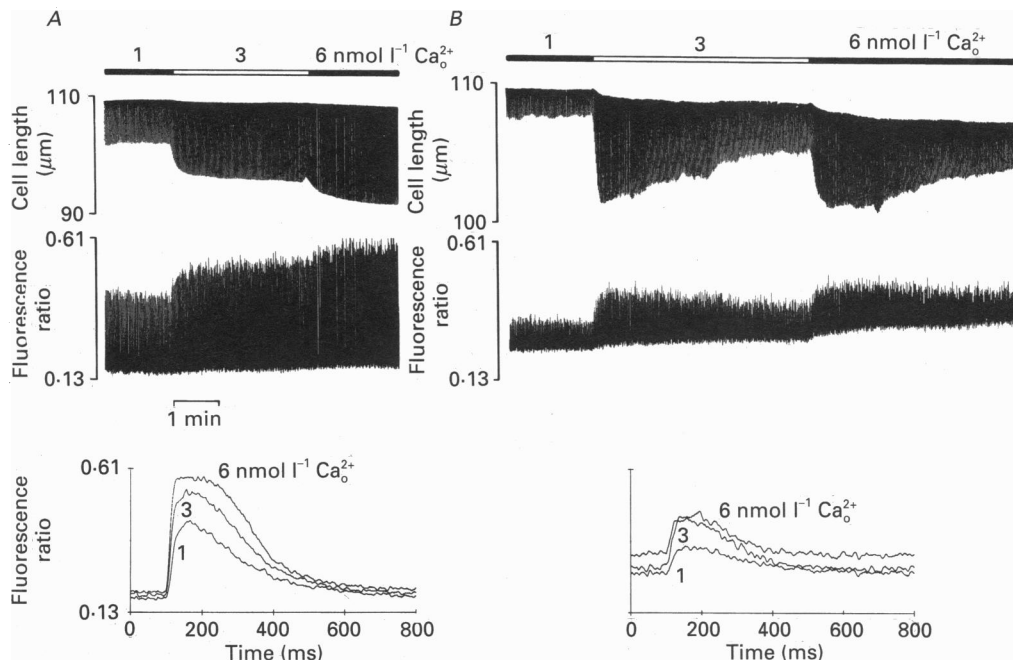 A
1 3 6 nmol l⁻¹ Ca²⁺ₒ
110
Cell length
(μm)
90
0·61
Fluorescence
ratio
0·13
1 min
0·61
6 nmol l⁻¹ Ca²⁺ₒ
3
1
Fluorescence
ratio
0·13
0 200 400 600 800
Time (ms)
B
1 3 6 nmol l⁻¹ Ca²⁺ₒ
110
Cell length
(μm)
100
0·61
Fluorescence
ratio
0·13
6 nmol l⁻¹ Ca²⁺ₒ
3
1
0 200 400 600 800
Time (ms)